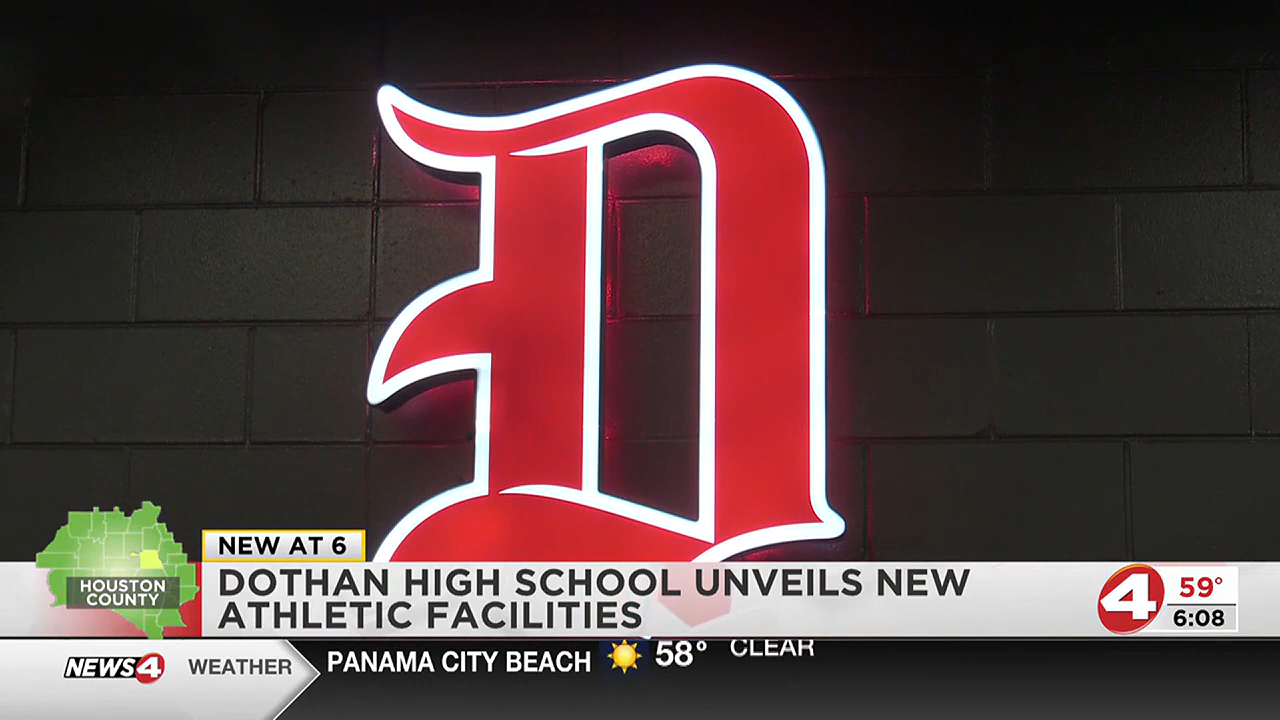 D
NEW AT 6
HOUSTON
COUNTY
DOTHAN HIGH SCHOOL UNVEILS NEW
ATHLETIC FACILITIES
4
59°
6:08
NEWS4
WEATHER
PANAMA CITY BEACH
58°
CLEAR